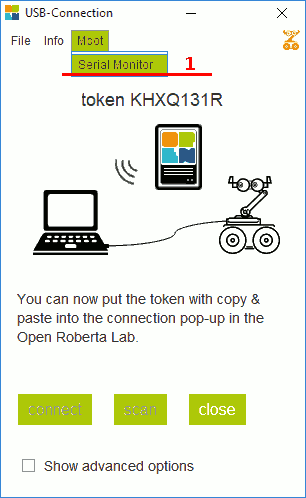 USB-Connection
File Info Moot
Serial Monitor 1
token KHXQ131R
You can now put the token with copy &
paste into the connection pop-up in the
Open Roberta Lab.
connect scan close
Show advanced options